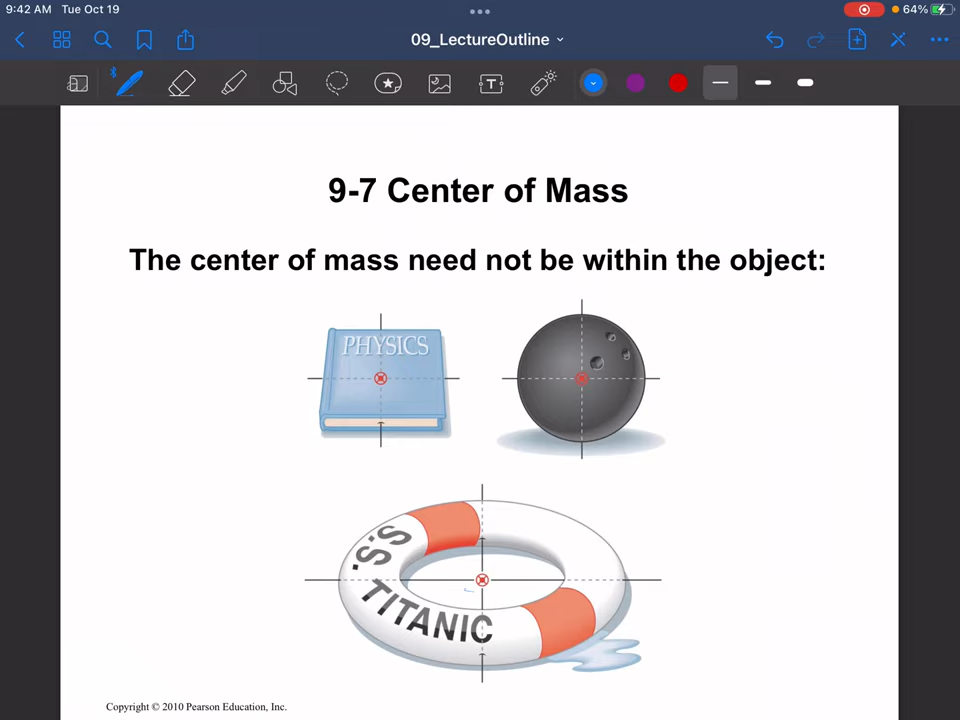 9:42 AM Tue Oct 19
64%
09_LectureOutline
T
9-7 Center of Mass
The center of mass need not be within the object:
PHYSICS
S.S.
TITANIC
Copyright © 2010 Pearson Education, Inc.